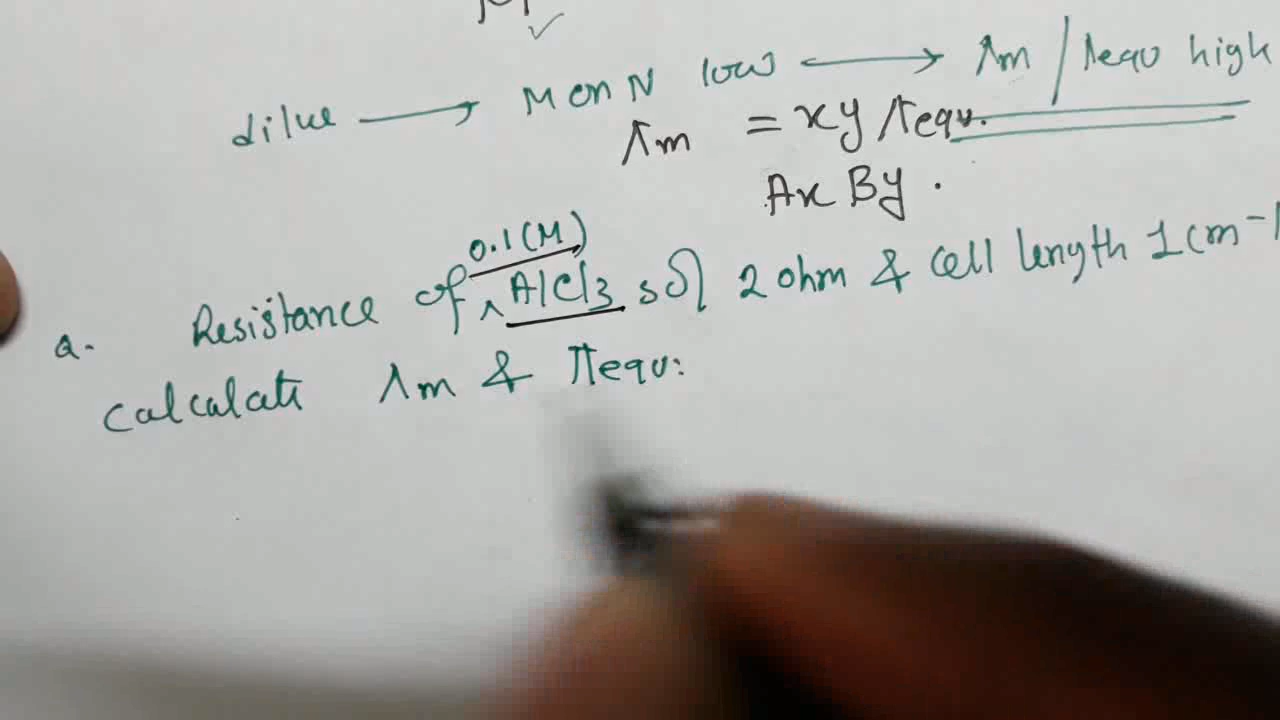 dilue → M or N low ⟷ Λm / Λequ high
Λm = xy Λequ.
Ax By .
0.1 (M)
a. Resistance of ^ AlCl3 sol 2 ohm & cell length 1 Cm-1
Calculate Λm & Λequ: